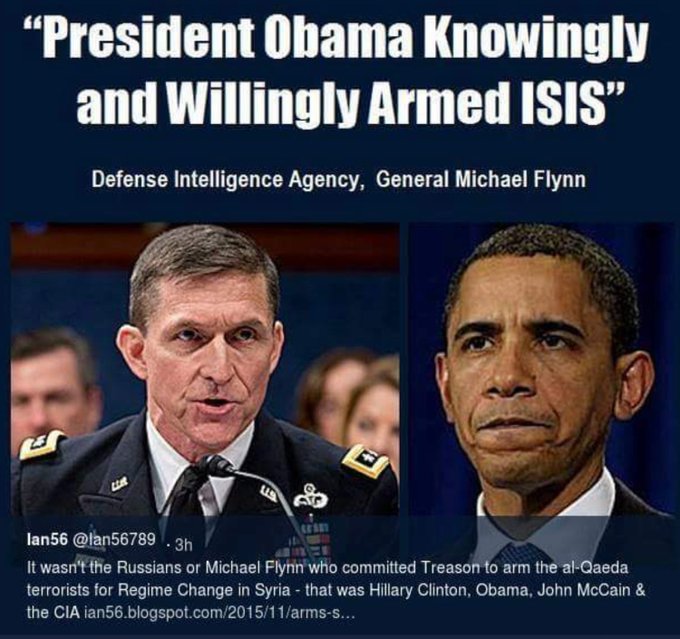 “President Obama Knowingly
and Willingly Armed ISIS”
Defense Intelligence Agency, General Michael Flynn
U.S.
U.S.
Ian56 @Ian56789 . 3h
It wasn't the Russians or Michael Flynn who committed Treason to arm the al-Qaeda
terrorists for Regime Change in Syria - that was Hillary Clinton, Obama, John McCain &
the CIA ian56.blogspot.com/2015/11/arms-s...